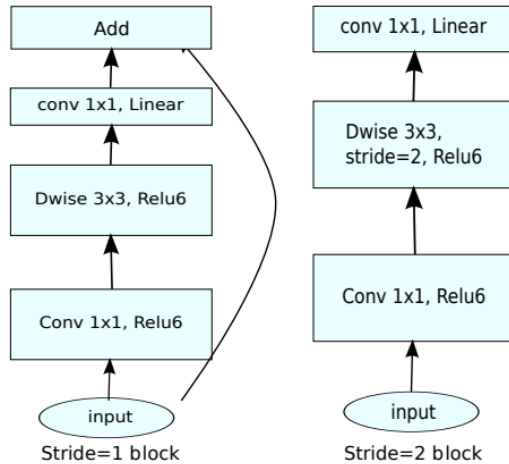 Add
conv 1x1, Linear
Dwise 3x3, Relu6
Conv 1x1, Relu6
input
Stride=1 block
conv 1x1, Linear
Dwise 3x3,
stride=2, Relu6
Conv 1x1, Relu6
input
Stride=2 block